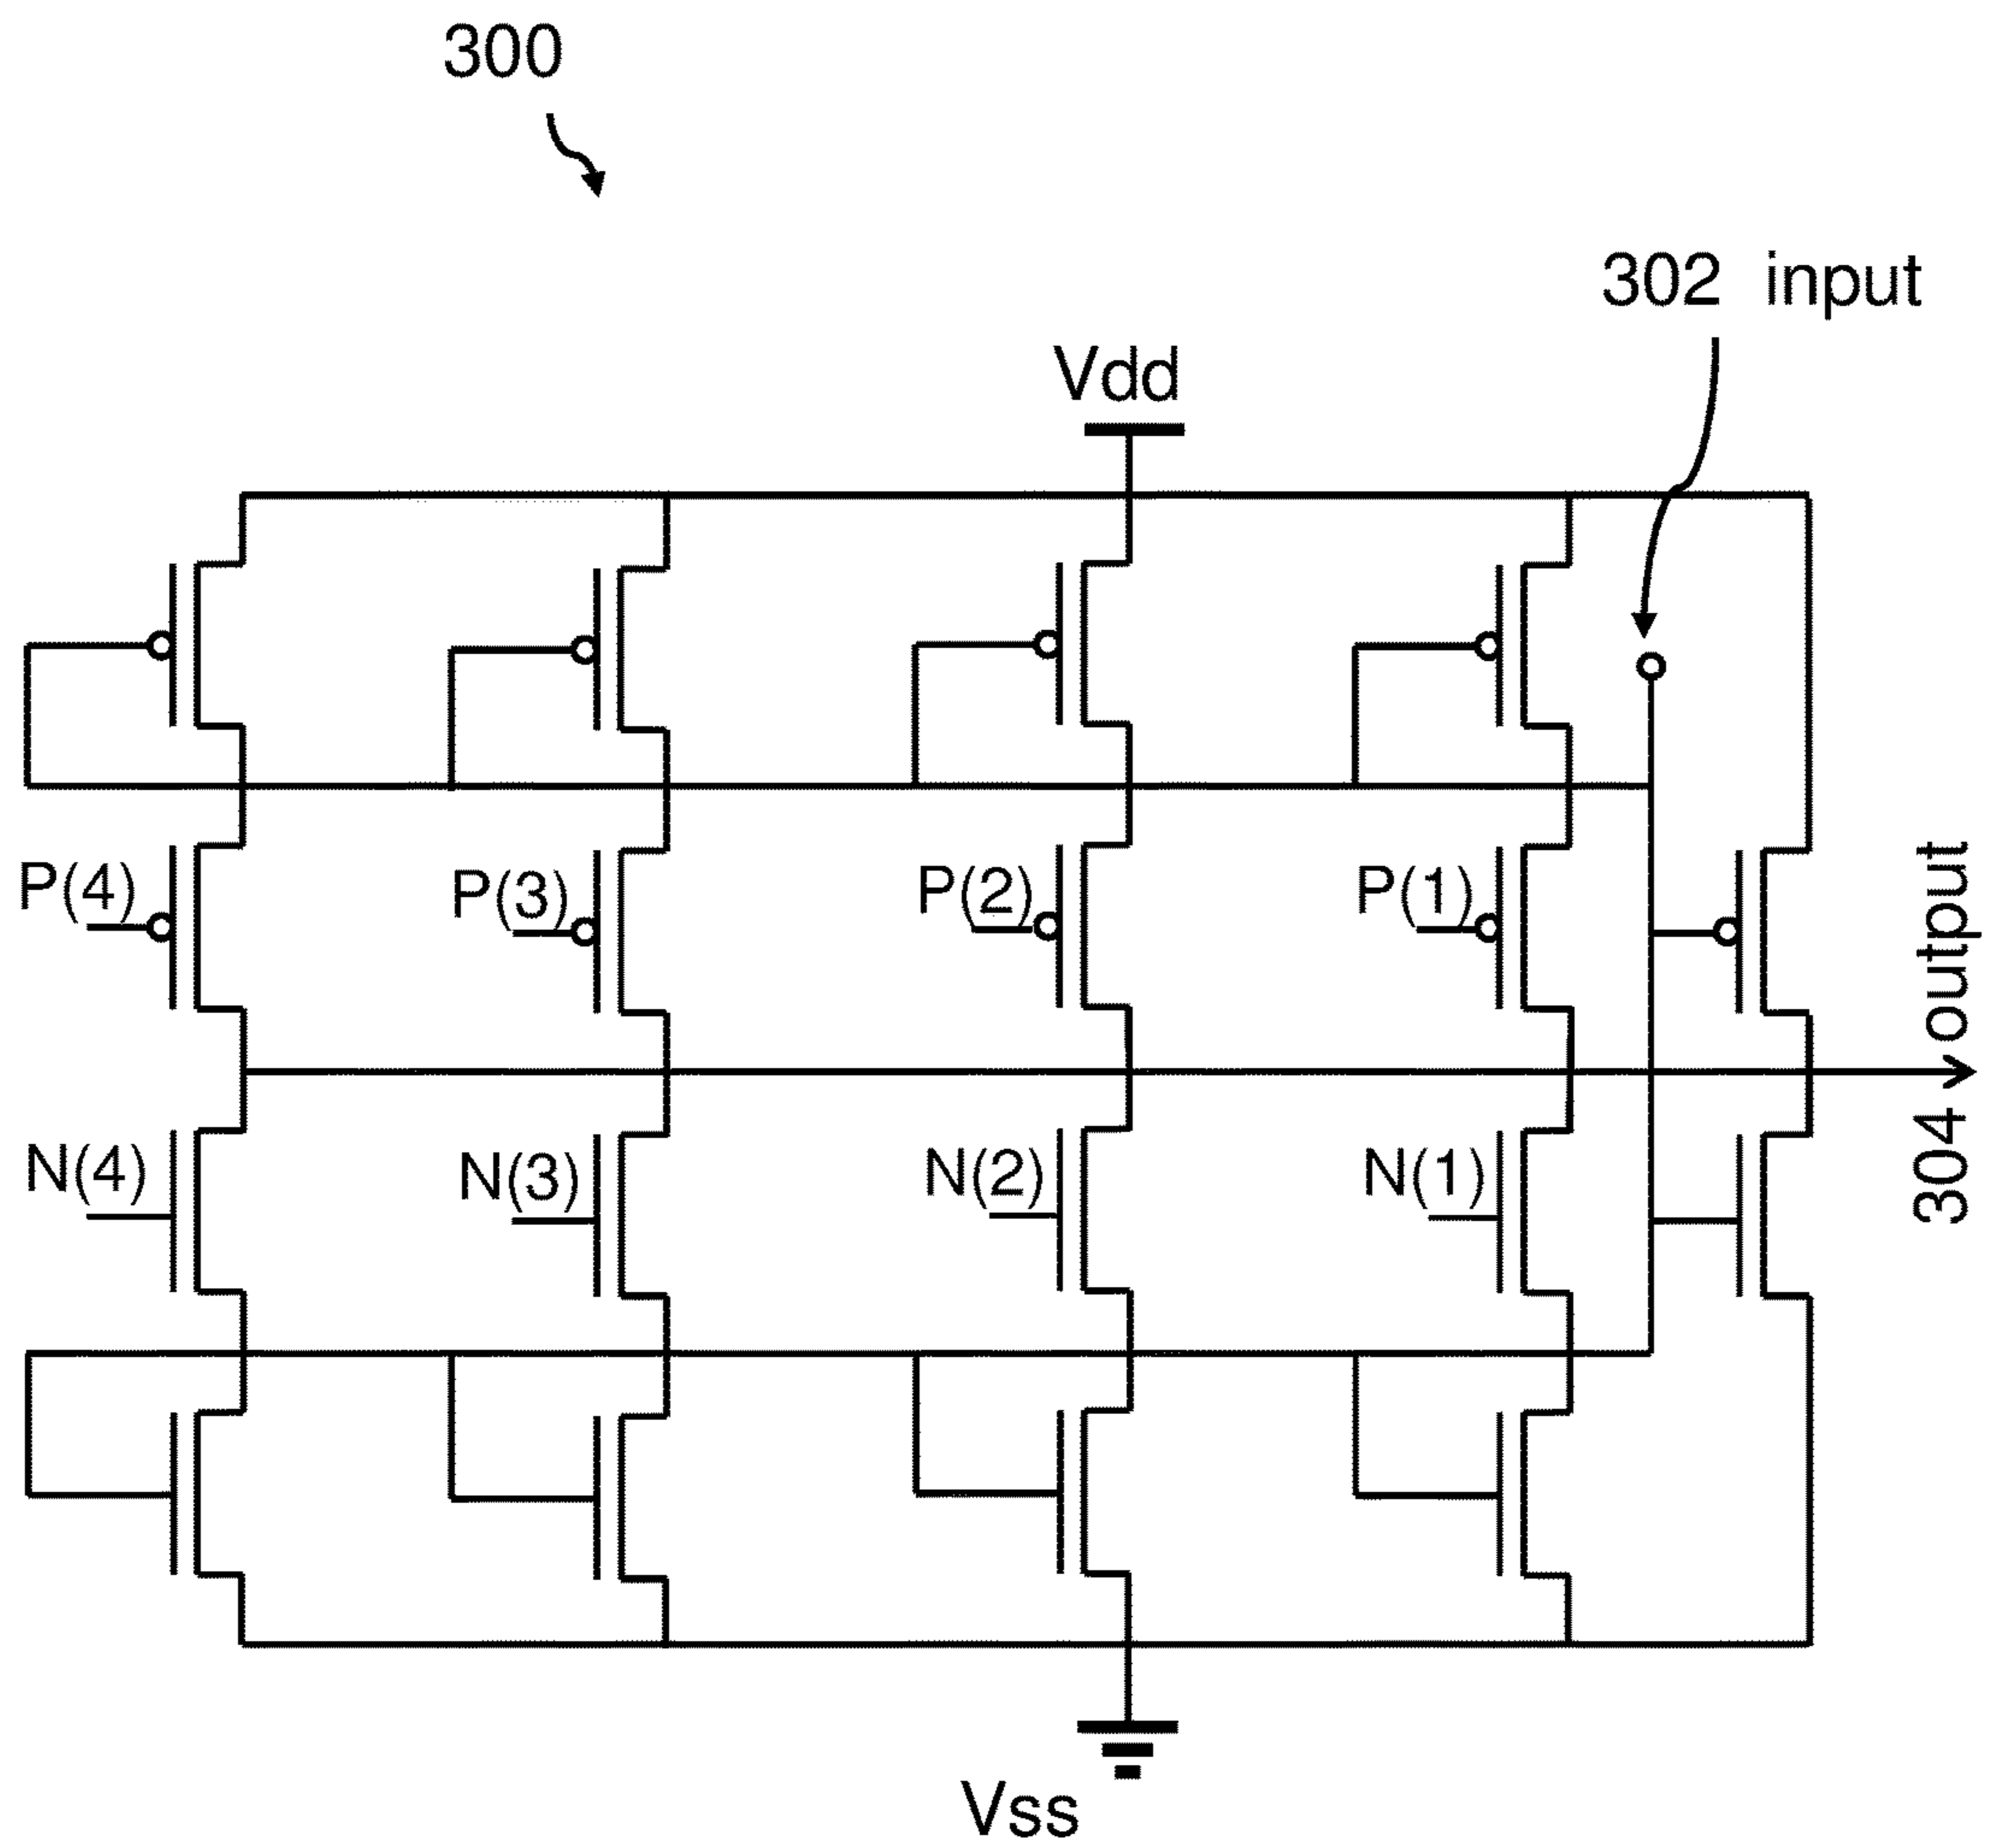 300
302 input
Vdd
P(4)
P(3)
P(2)
P(1)
304 output
N(4)
N(3)
N(2)
N(1)
Vss